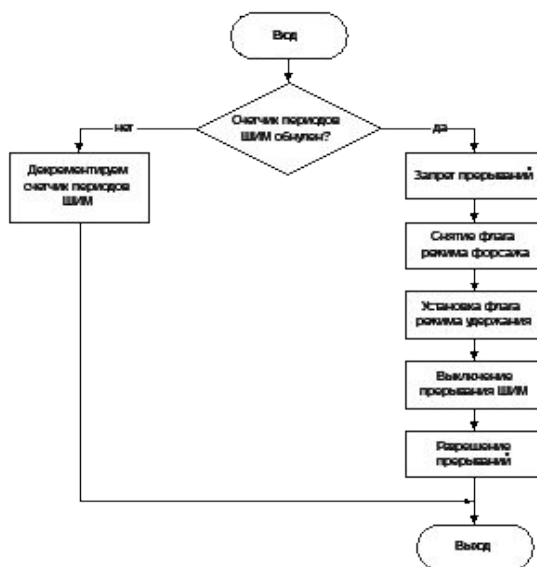 Вход
Счетчик периодов
ШИМ обнулен?
нет
да
Декрементируем
счетчик периодов
ШИМ
Запрет прерываний
Снятие флага
режима форсажа
Установка флага
режима удержания
Выключение
прерывания ШИМ
Разрешение
прерываний
Выход